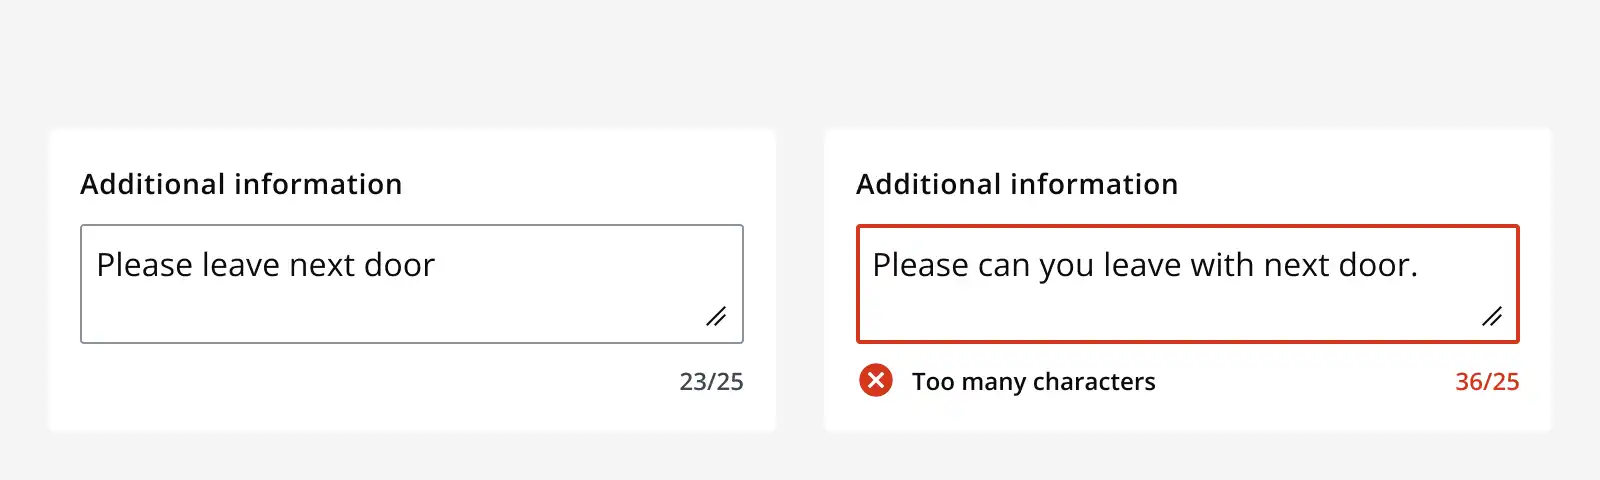 Additional information
Please leave next door
23/25
Additional information
Please can you leave with next door.
Too many characters
36/25